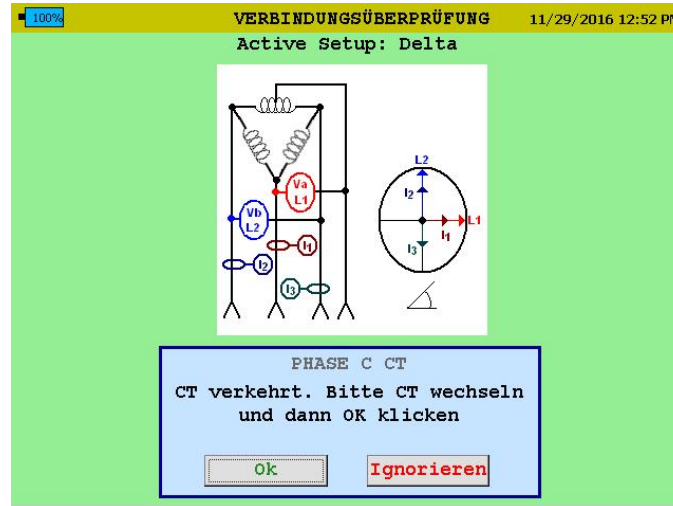 100%
VERBINDUNGSÜBERPRÜFUNG
11/29/2016 12:52 PM
Active Setup: Delta
Va
L1
Vb
L2
I1
I2
I3
L2
I2
L1
I1
I3
PHASE C CT
CT verkehrt. Bitte CT wechseln
und dann OK klicken
Ok
Ignorieren